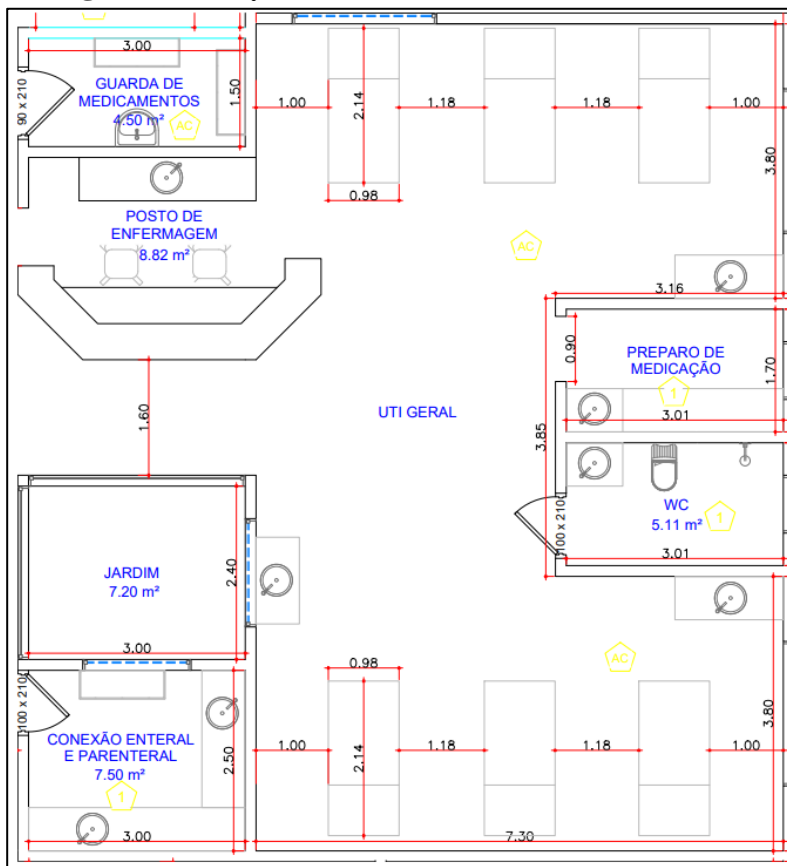 3.00
GUARDA DE
MEDICAMENTOS
4.50 m²
AC
90 x 210
1.50
1.00
2.14
1.18
1.18
1.00
3.80
0.98
POSTO DE
ENFERMAGEM
8.82 m²
AC
3.16
0.90
PREPARO DE
MEDICAÇÃO
1
1.70
3.01
1.60
UTI GERAL
3.85
WC
5.11 m²
1
100 x 210
3.01
JARDIM
7.20 m²
2.40
3.00
AC
0.98
100 x 210
CONEXÃO ENTERAL
E PARENTERAL
7.50 m²
1
2.50
3.00
1.00
2.14
1.18
1.18
1.00
3.80
7.30